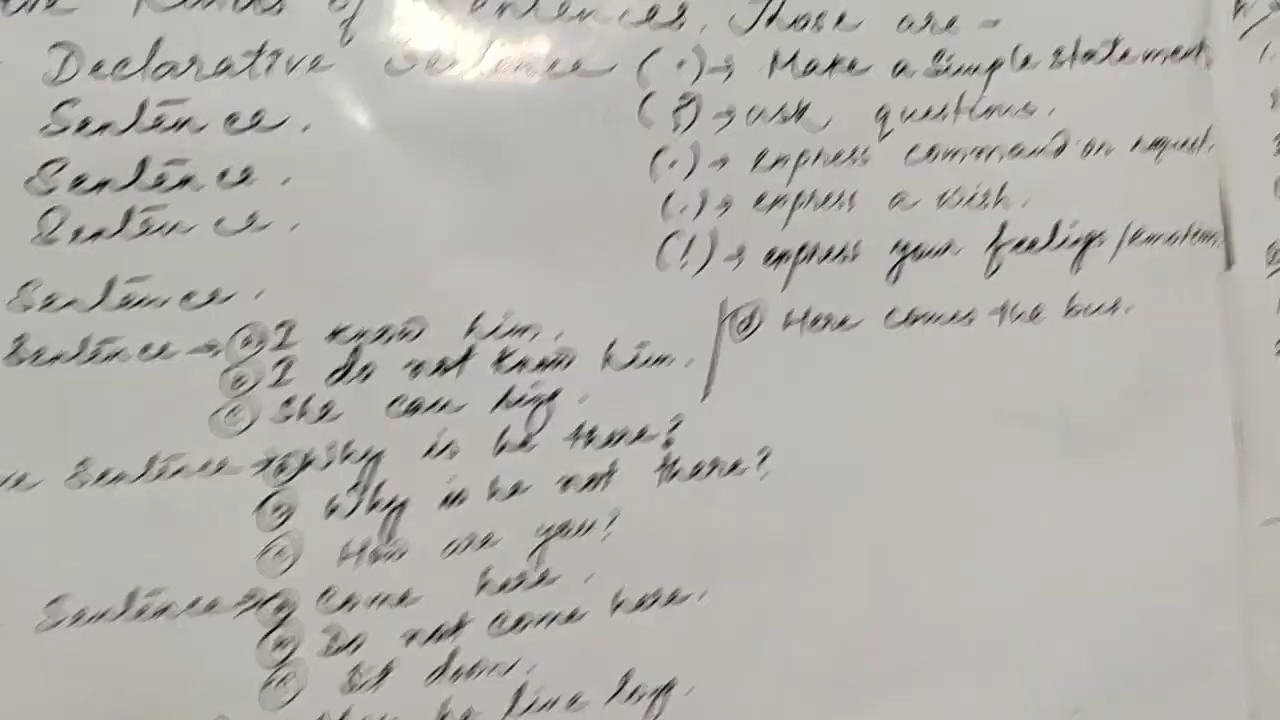 Kinds of Sentences. Those are -
Declarative Sentence (.) → Make a Simple statement.
Sentence. (?) → ask questions.
Sentence. (.) → express command or request.
Sentence. (.) → express a wish.
(!) → express your feelings/emotions
Sentence.
Sentence → (a) I know him. (d) Here comes the bus.
(b) I do not know him.
(c) She can
Sentence → (a) Why is he there?
(b) Why is he not there?
(c) How are you?
Sentence → (a) Come here.
(b) Do not come here.
(c) Sit down.
he live long.